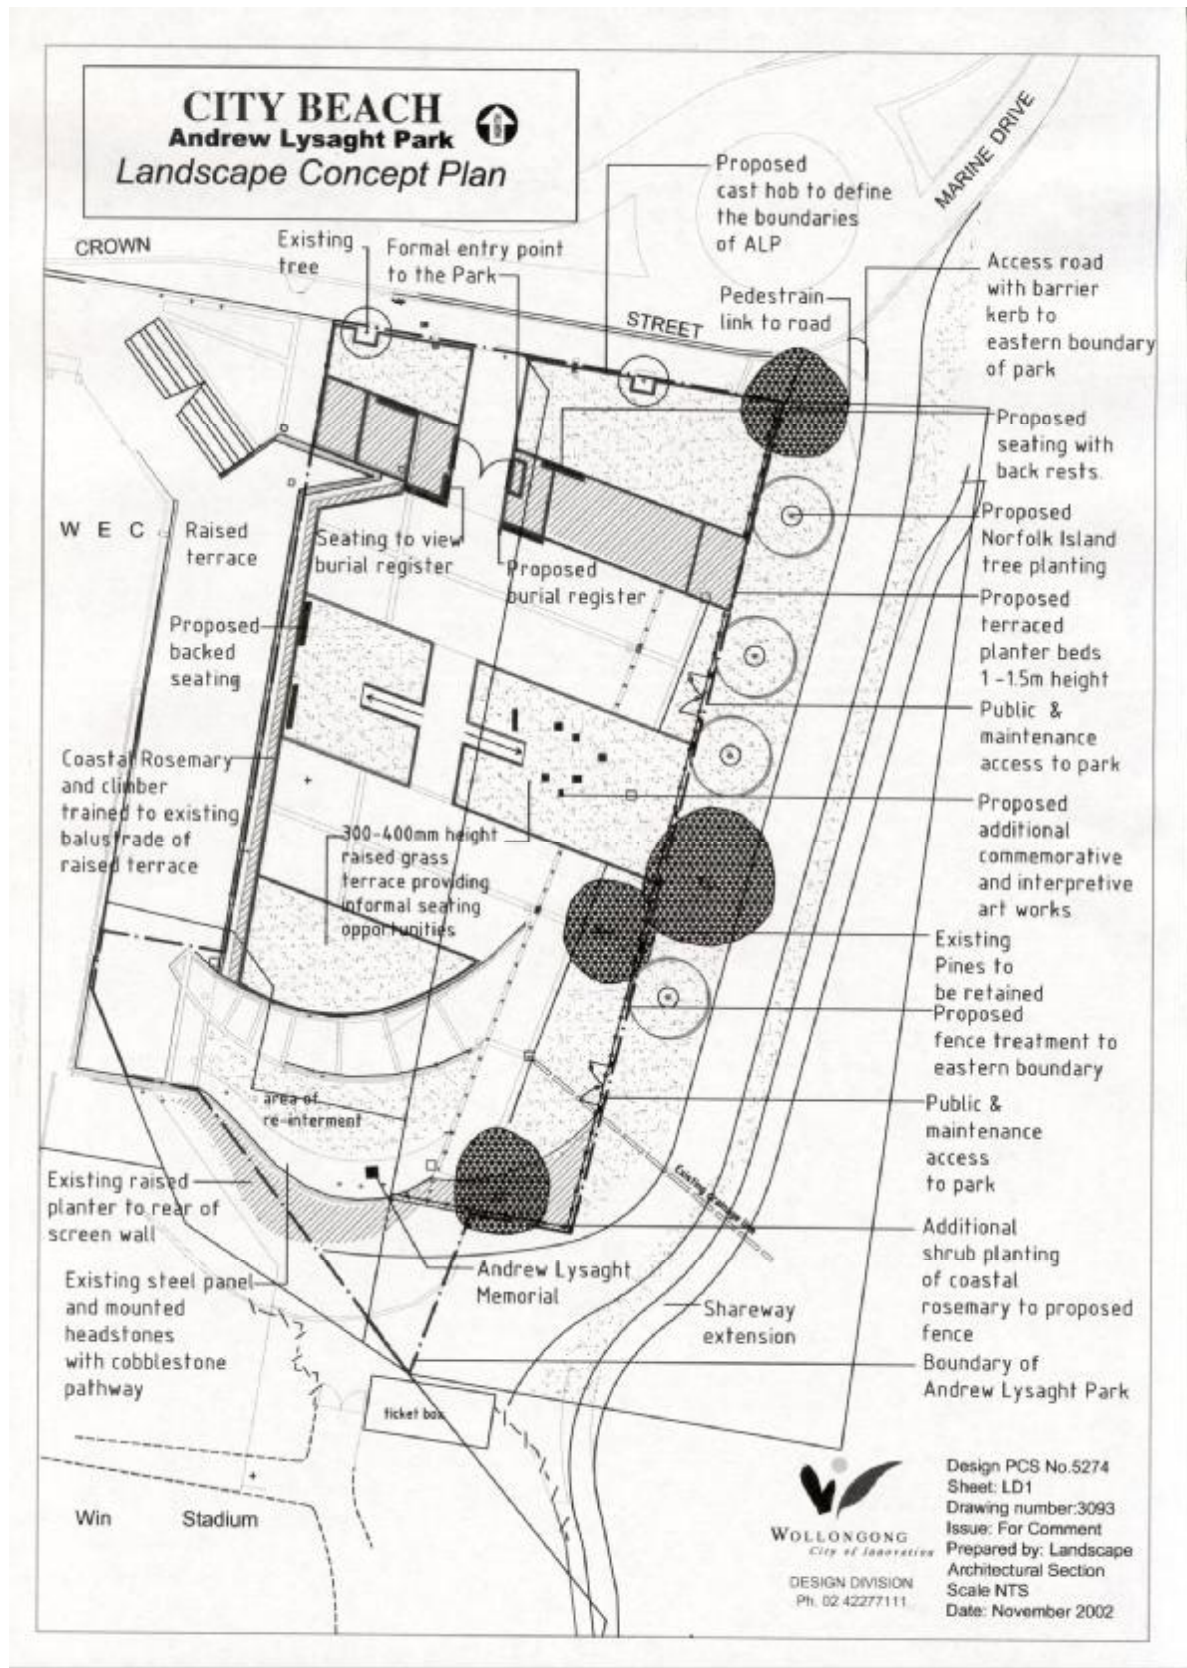 CITY BEACH
Andrew Lysaght Park
Landscape Concept Plan
CROWN
Existing
tree
Formal entry point
to the Park
Proposed
cast hob to define
the boundaries
of ALP
MARINE DRIVE
Pedestrain
link to road
STREET
Access road
with barrier
kerb to
eastern boundary
of park
Proposed
seating with
back rests.
W E C
Raised
terrace
Seating to view
burial register
Proposed
burial register
Proposed
Norfolk Island
tree planting
Proposed
terraced
planter beds
1-1.5m height
Proposed
backed
seating
Public &
maintenance
access to park
Coastal Rosemary
and climber
trained to existing
balustrade of
raised terrace
300-400mm height
raised grass
terrace providing
informal seating
opportunities
Proposed
additional
commemorative
and interpretive
art works
Existing
Pines to
be retained
Proposed
fence treatment to
eastern boundary
area of
re-interment
Public &
maintenance
access
to park
Existing drainage line
Existing raised
planter to rear of
screen wall
Additional
shrub planting
of coastal
rosemary to proposed
fence
Existing steel panel
and mounted
headstones
with cobblestone
pathway
Andrew Lysaght
Memorial
Shareway
extension
Boundary of
Andrew Lysaght Park
ticket box
Win Stadium
WOLLONGONG
City of Innovation
DESIGN DIVISION
Ph. 02 42277111
Design PCS No.5274
Sheet: LD1
Drawing number:3093
Issue: For Comment
Prepared by: Landscape
Architectural Section
Scale NTS
Date: November 2002